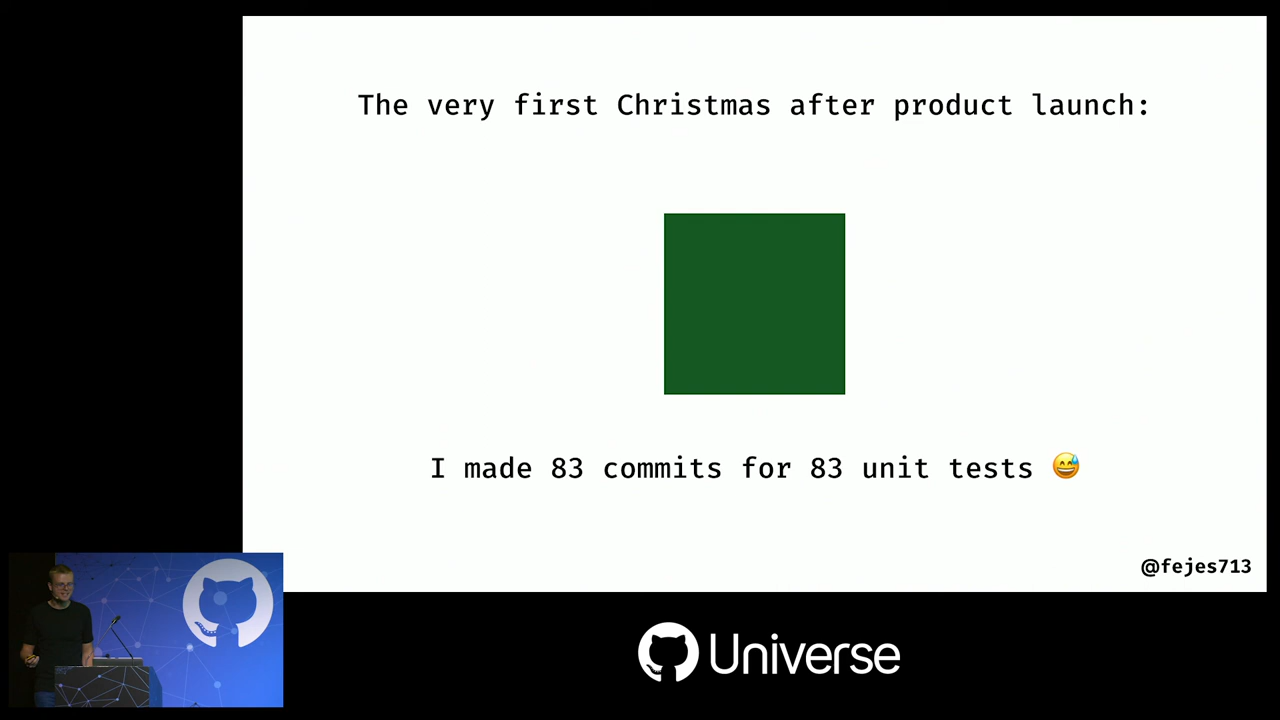 The very first Christmas after product launch:
I made 83 commits for 83 unit tests 😅
@fejes713
Universe